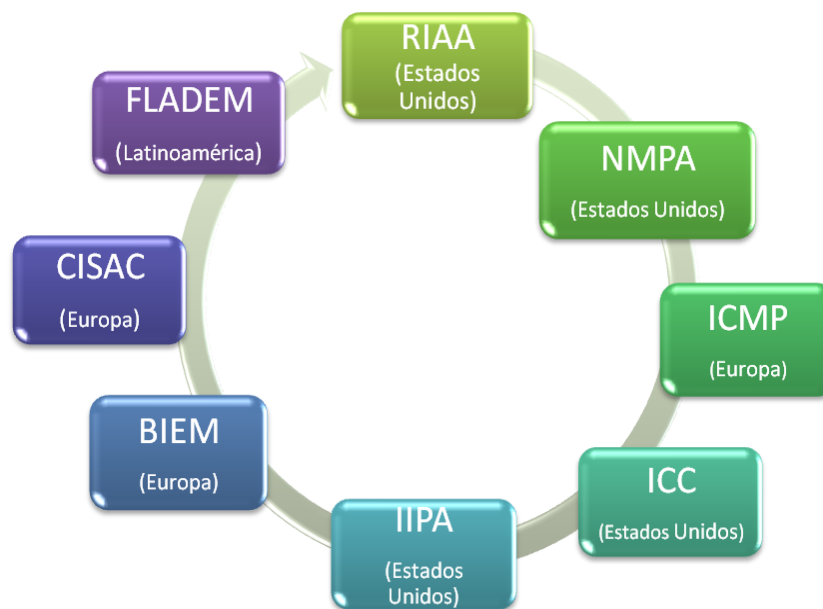 RIAA
(Estados
Unidos)
NMPA
(Estados Unidos)
ICMP
(Europa)
ICC
(Estados Unidos)
IIPA
(Estados
Unidos)
BIEM
(Europa)
CISAC
(Europa)
FLADEM
(Latinoamérica)